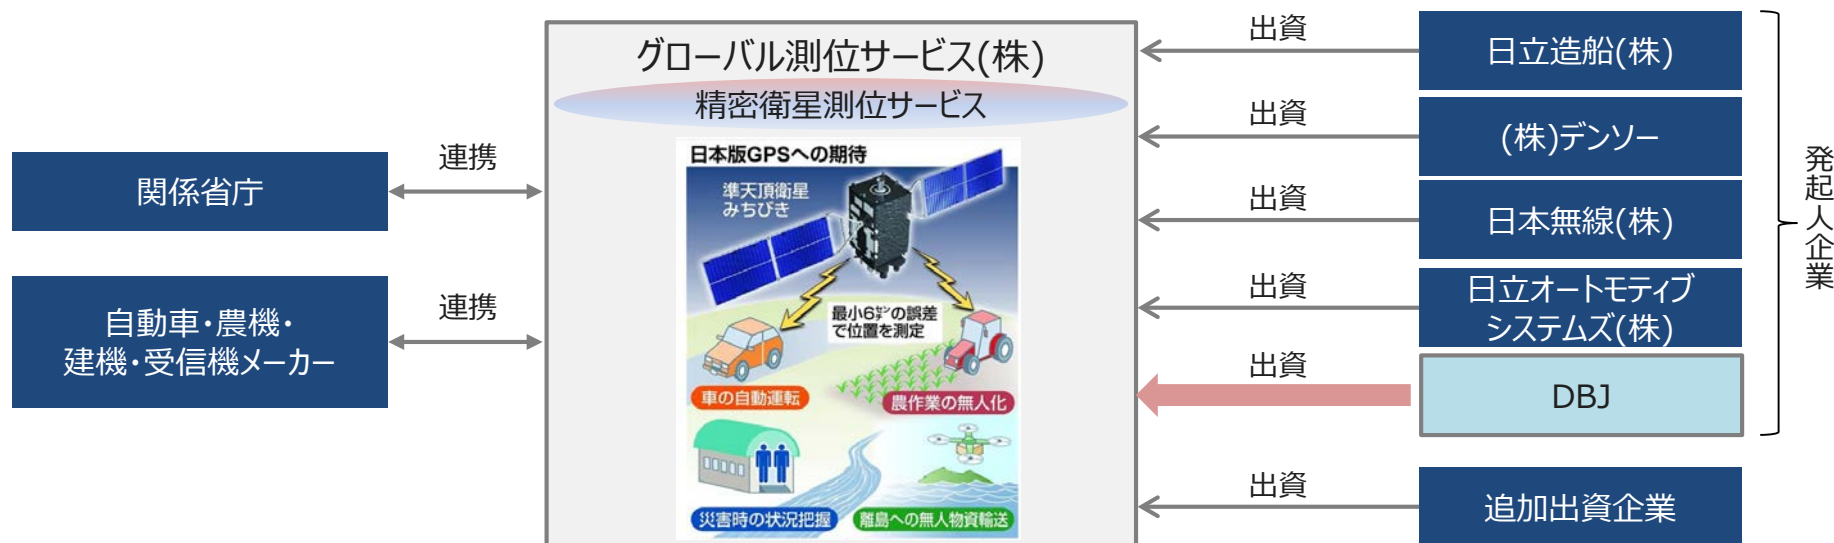 関係省庁
連携
自動車・農機・
建機・受信機メーカー
連携
グローバル測位サービス(株)
精密衛星測位サービス
日本版GPSへの期待
準天頂衛星
みちびき
最小6㌢の誤差
で位置を測定
車の自動運転
農作業の無人化
災害時の状況把握
離島への無人物資輸送
出資
日立造船(株)
出資
(株)デンソー
出資
日本無線(株)
出資
日立オートモティブ
システムズ(株)
出資
DBJ
出資
追加出資企業
発起人企業